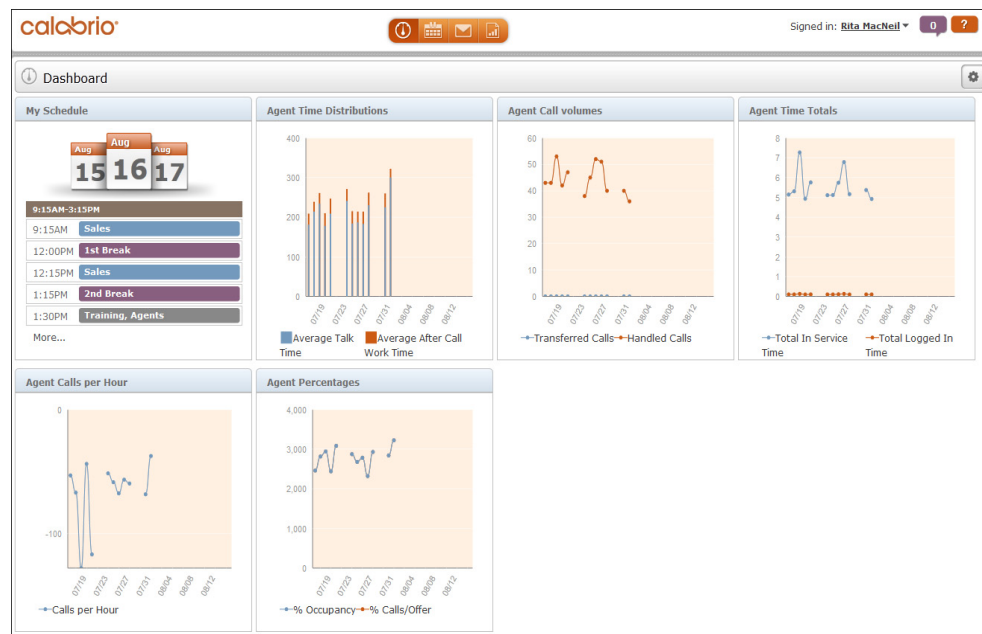 calabrio
Signed in: Rita MacNeil
0
?
Dashboard
My Schedule
Aug
15
Aug
16
Aug
17
9:15AM-3:15PM
9:15AM Sales
12:00PM 1st Break
12:15PM Sales
1:15PM 2nd Break
1:30PM Training, Agents
More...
Agent Time Distributions
400
300
200
100
0
07/19 07/23 07/27 07/31 08/04 08/08 08/12
Average Talk Time
Average After Call Work Time
Agent Call volumes
60
50
40
30
20
10
0
07/19 07/23 07/27 07/31 08/04 08/08 08/12
Transferred Calls Handled Calls
Agent Time Totals
8
7
6
5
4
3
2
1
0
07/19 07/23 07/27 07/31 08/04 08/08 08/12
Total In Service Time
Total Logged In Time
Agent Calls per Hour
0
-100
07/19 07/23 07/27 07/31 08/04 08/08 08/12
Calls per Hour
Agent Percentages
4,000
3,000
2,000
1,000
0
07/19 07/23 07/27 07/31 08/04 08/08 08/12
% Occupancy % Calls/Offer